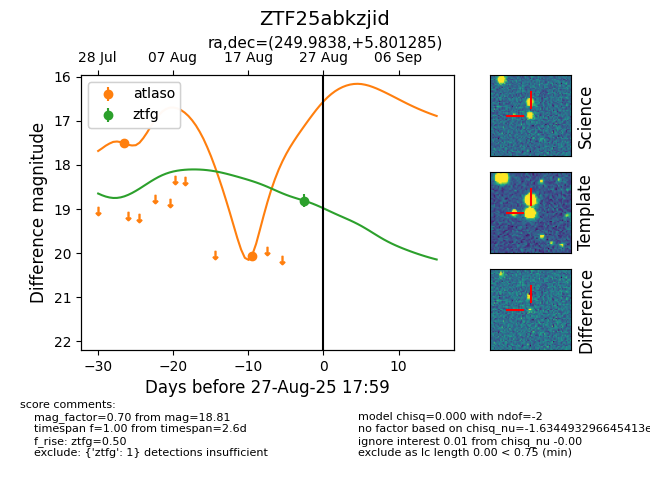 ZTF25abkzjid
ra,dec=(249.9838,+5.801285)
28 Jul 07 Aug 17 Aug 27 Aug 06 Sep
atlaso
ztfg
16
17
18
19
20
21
22
Difference magnitude
−30 −20 −10 0 10
Days before 27-Aug-25 17:59
Science
Template
Difference
score comments:
mag_factor=0.70 from mag=18.81
timespan f=1.00 from timespan=2.6d
f_rise: ztfg=0.50
exclude: {'ztfg': 1} detections insufficient
model chisq=0.000 with ndof=-2
no factor based on chisq_nu=-1.634493296645413e
ignore interest 0.01 from chisq_nu -0.00
exclude as lc length 0.00 < 0.75 (min)